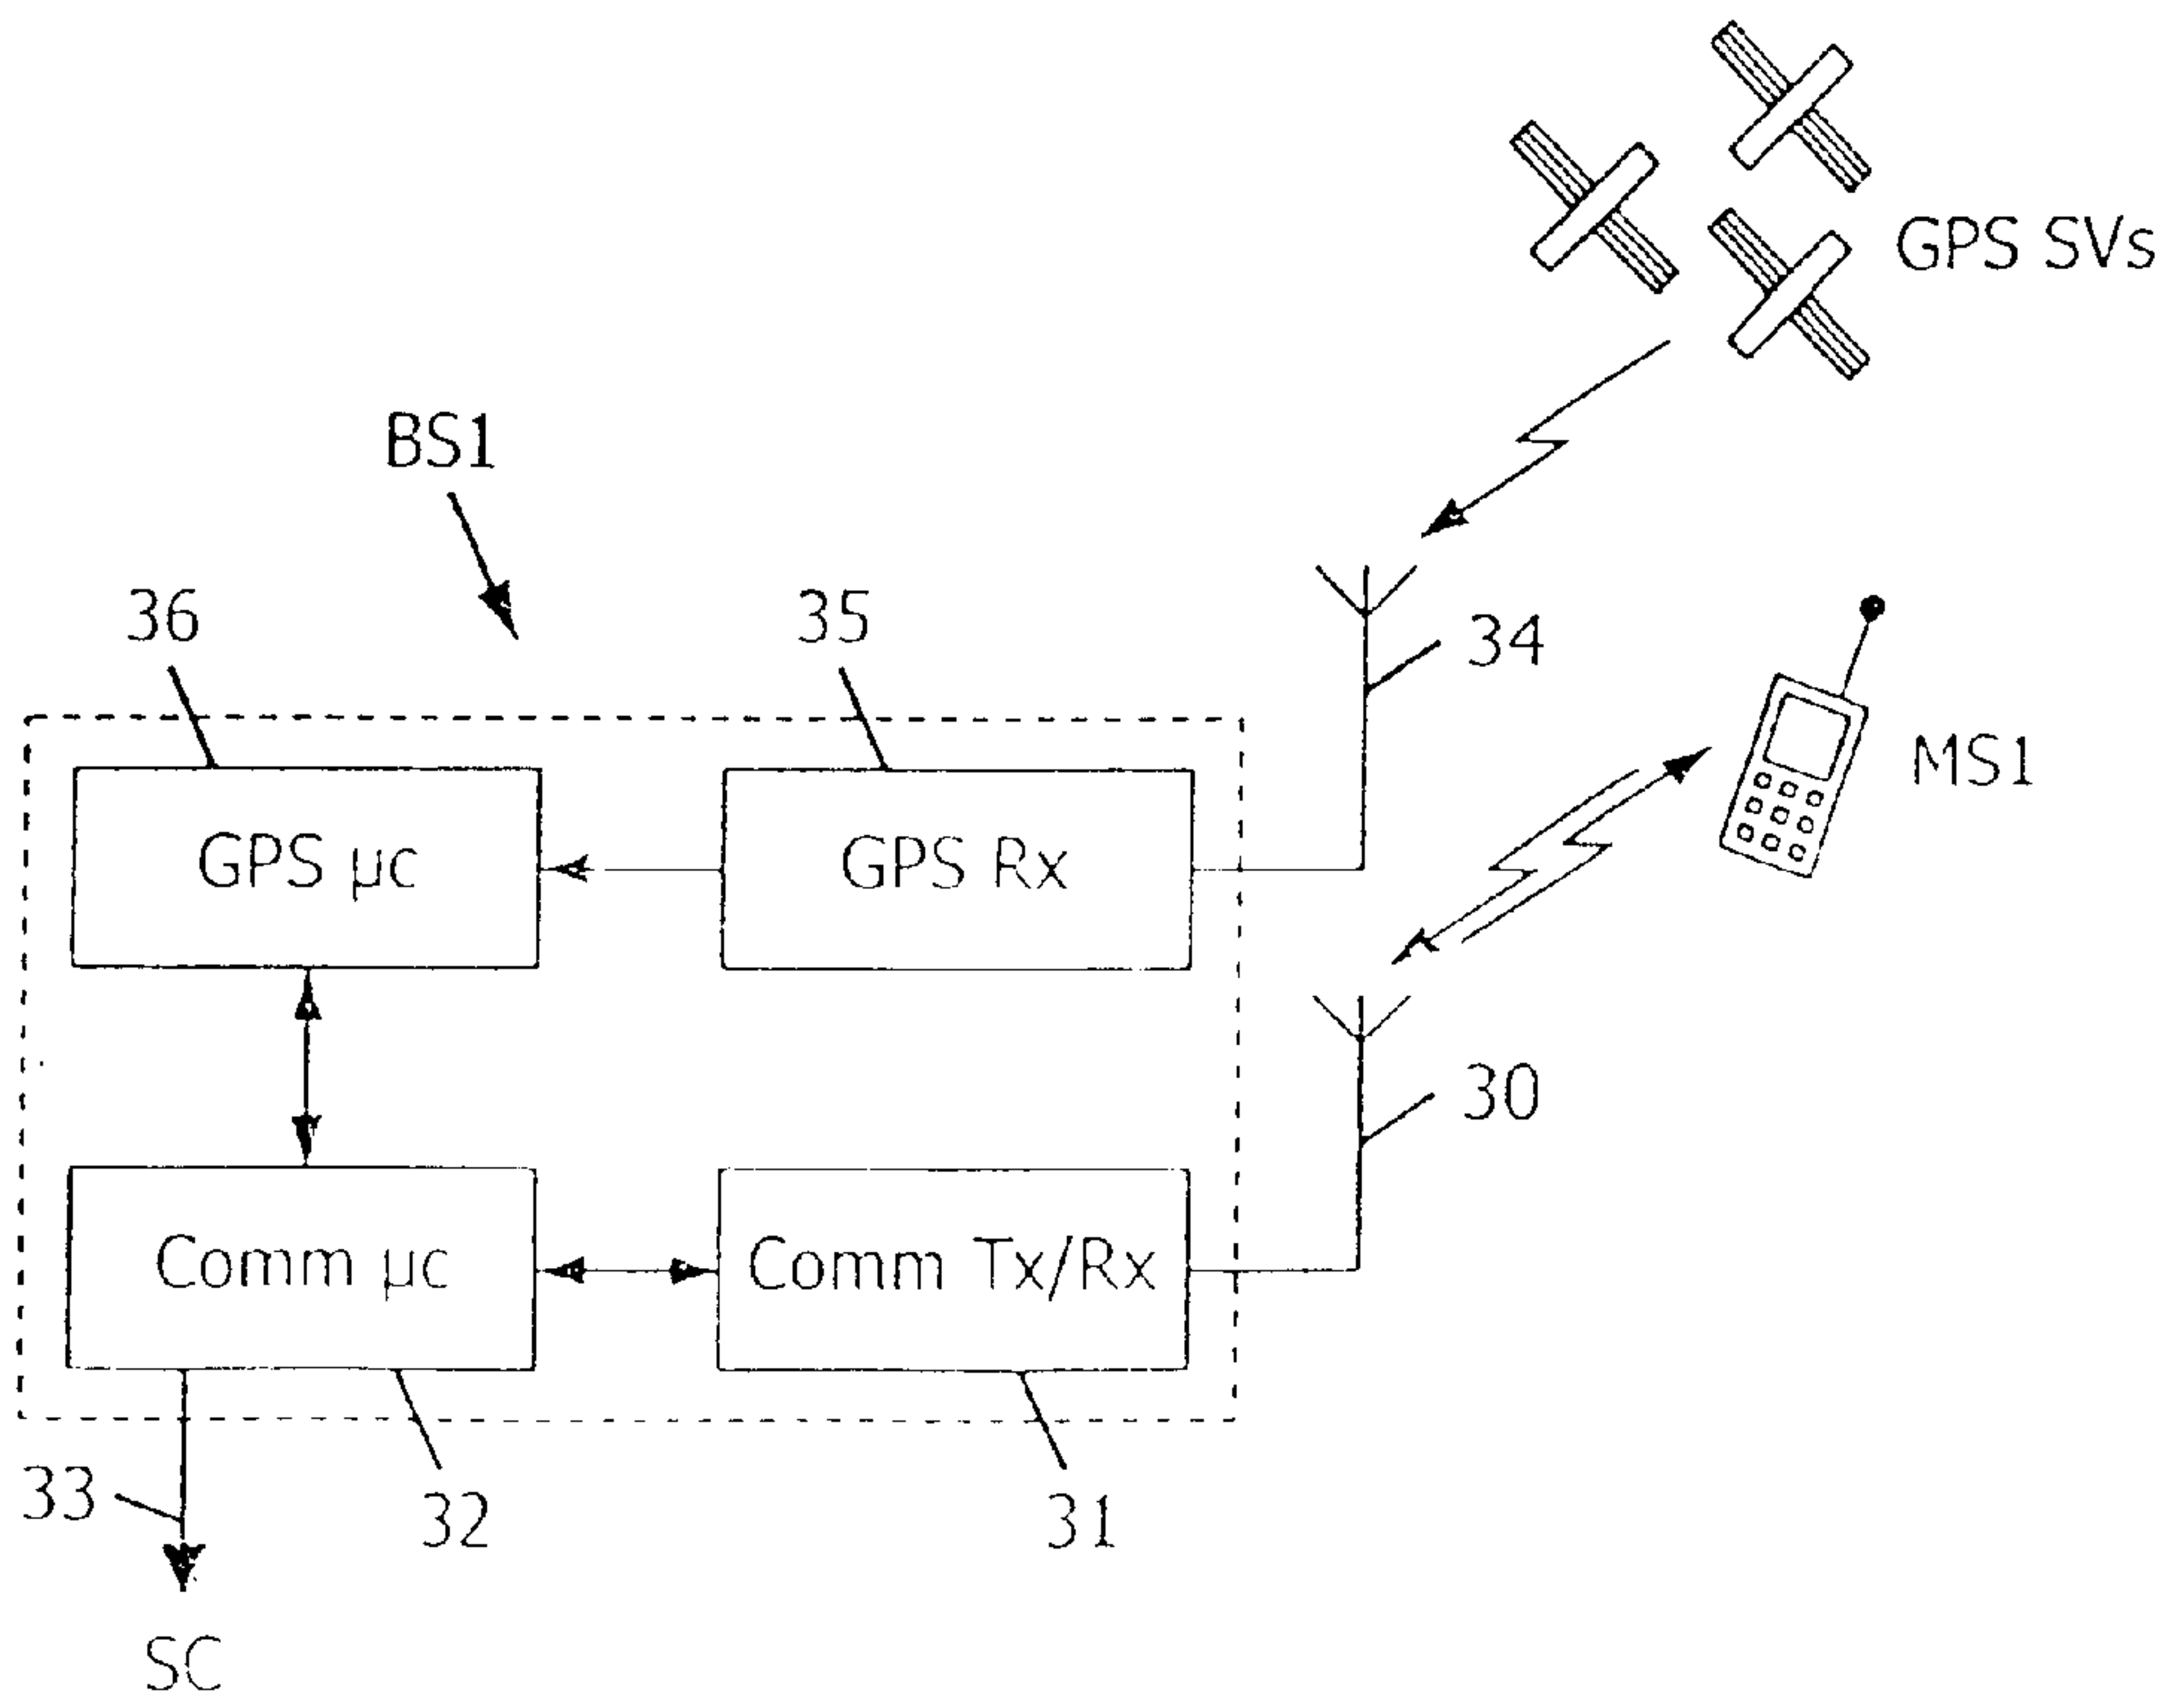 GPS SVs
BS1
36
35
34
MS1
GPS µc
GPS Rx
30
Comm µc
Comm Tx/Rx
33
32
31
SC